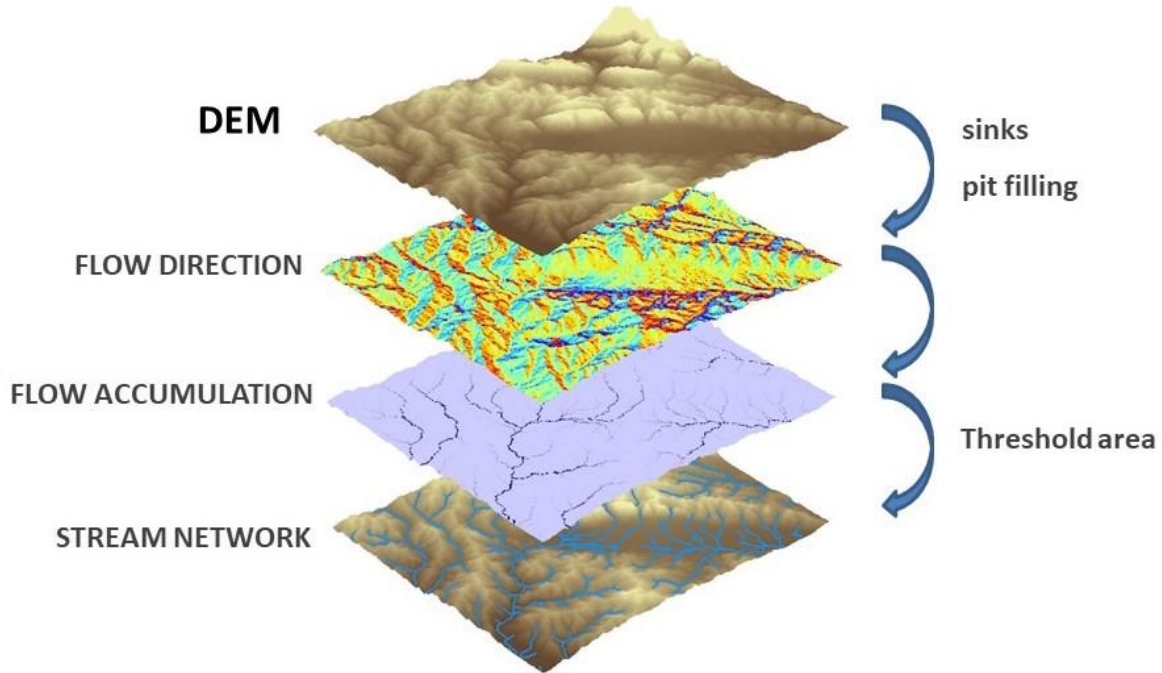 DEM
sinks
pit filling
FLOW DIRECTION
FLOW ACCUMULATION
Threshold area
STREAM NETWORK